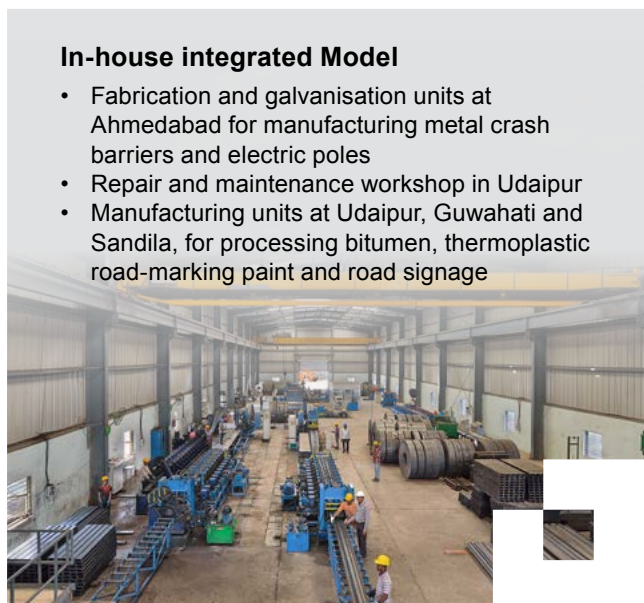 In-house integrated Model
• Fabrication and galvanisation units at
Ahmedabad for manufacturing metal crash
barriers and electric poles
• Repair and maintenance workshop in Udaipur
• Manufacturing units at Udaipur, Guwahati and
Sandila, for processing bitumen, thermoplastic
road-marking paint and road signage